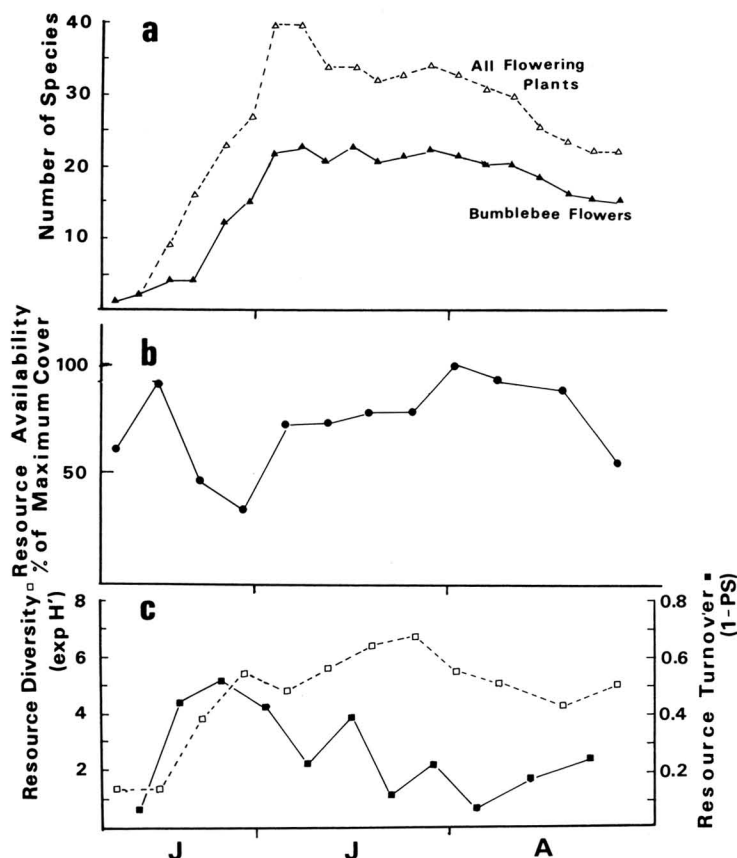 a
Number of Species
40
30
20
10
All Flowering
Plants
Bumblebee Flowers
b
Resource Availability
% of Maximum Cover
100
50
c
Resource Diversity □
(exp H')
8
6
4
2
0.8
0.6
0.4
0.2
Resource Turnover ■
(1-PS)
J
J
A